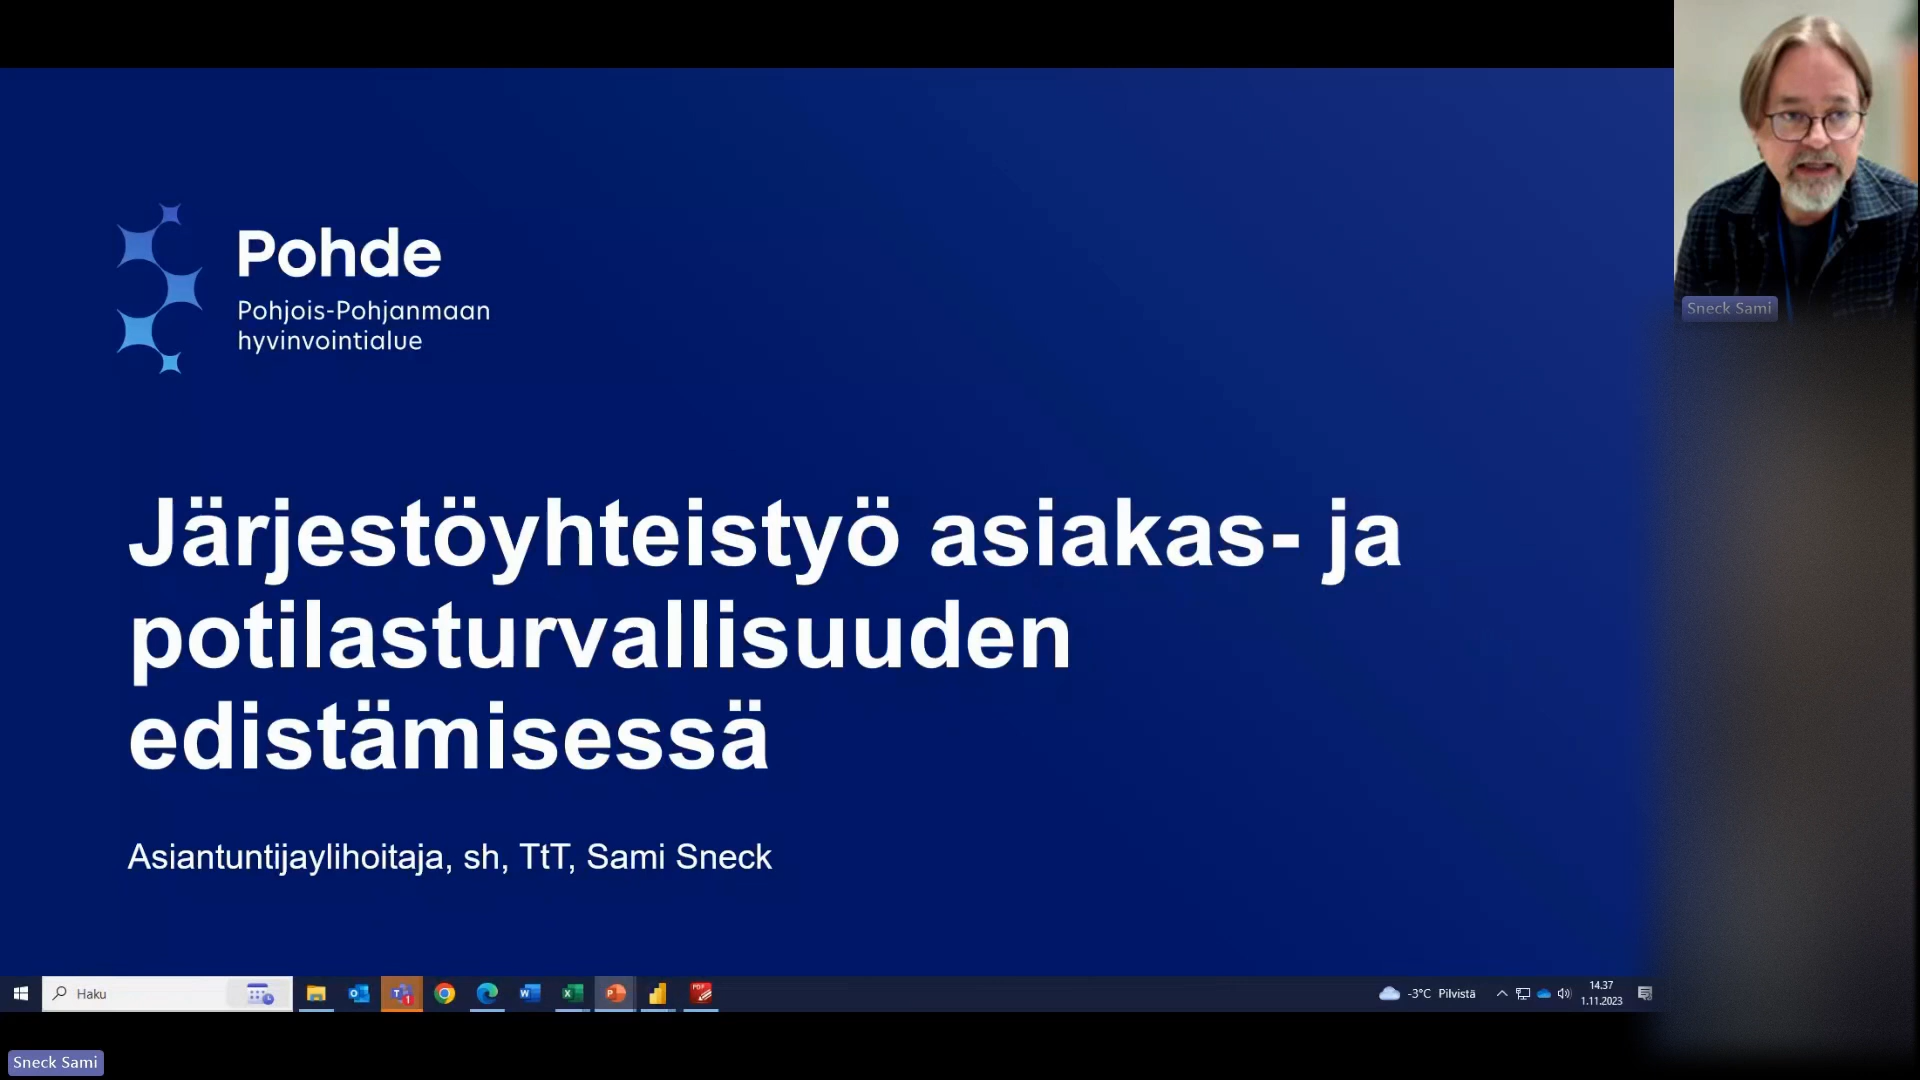 Pohde
Pohjois-Pohjanmaan
hyvinvointialue
Järjestöyhteistyö asiakas- ja
potilasturvallisuuden
edistämisessä
Asiantuntijaylihoitaja, sh, TtT, Sami Sneck
Sneck Sami
Haku
-3°C Pilvistä
14.37
1.11.2023
Sneck Sami